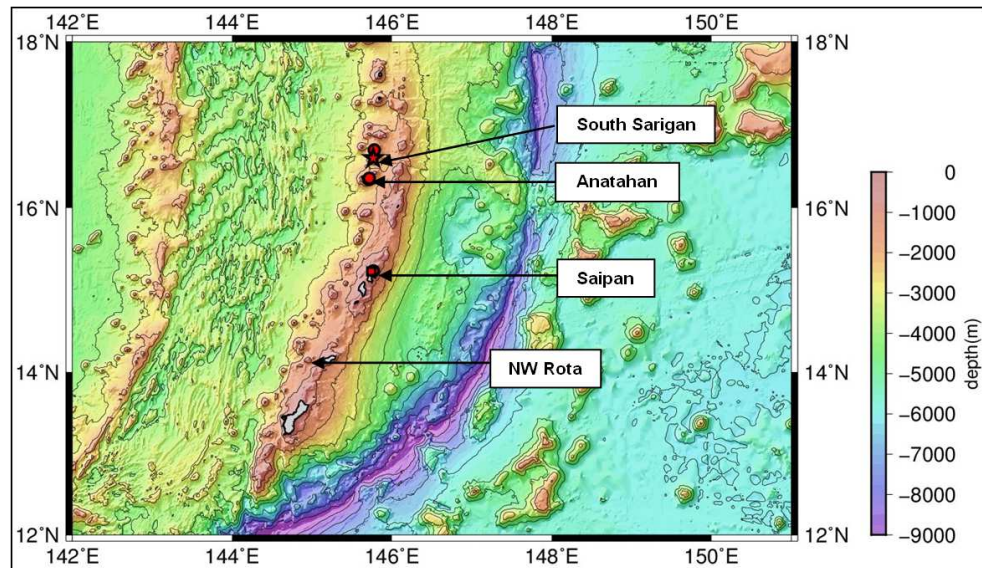 142°E 144°E 146°E 148°E 150°E
18°N 18°N
South Sarigan
Anatahan
16°N 16°N
Saipan
NW Rota
14°N 14°N
12°N 12°N
142°E 144°E 146°E 148°E 150°E
0
−1000
−2000
−3000
−4000
−5000
−6000
−7000
−8000
−9000
depth(m)